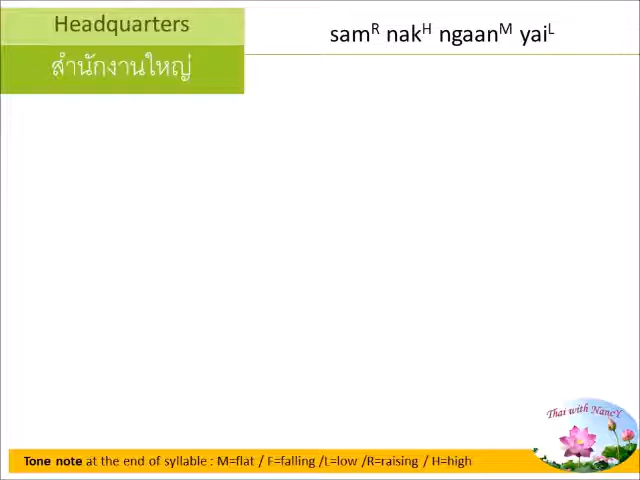 Headquarters
samᴿ nakᴴ ngaanᴹ yaiᴸ
สำนักงานใหญ่
Thai with NancY
Tone note at the end of syllable : M=flat / F=falling /L=low /R=raising / H=high